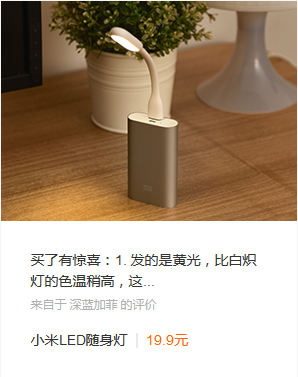 买了有惊喜：1. 发的是黄光，比白炽
灯的色温稍高，这...
来自于 深蓝加菲 的评价
小米LED随身灯 | 19.9元